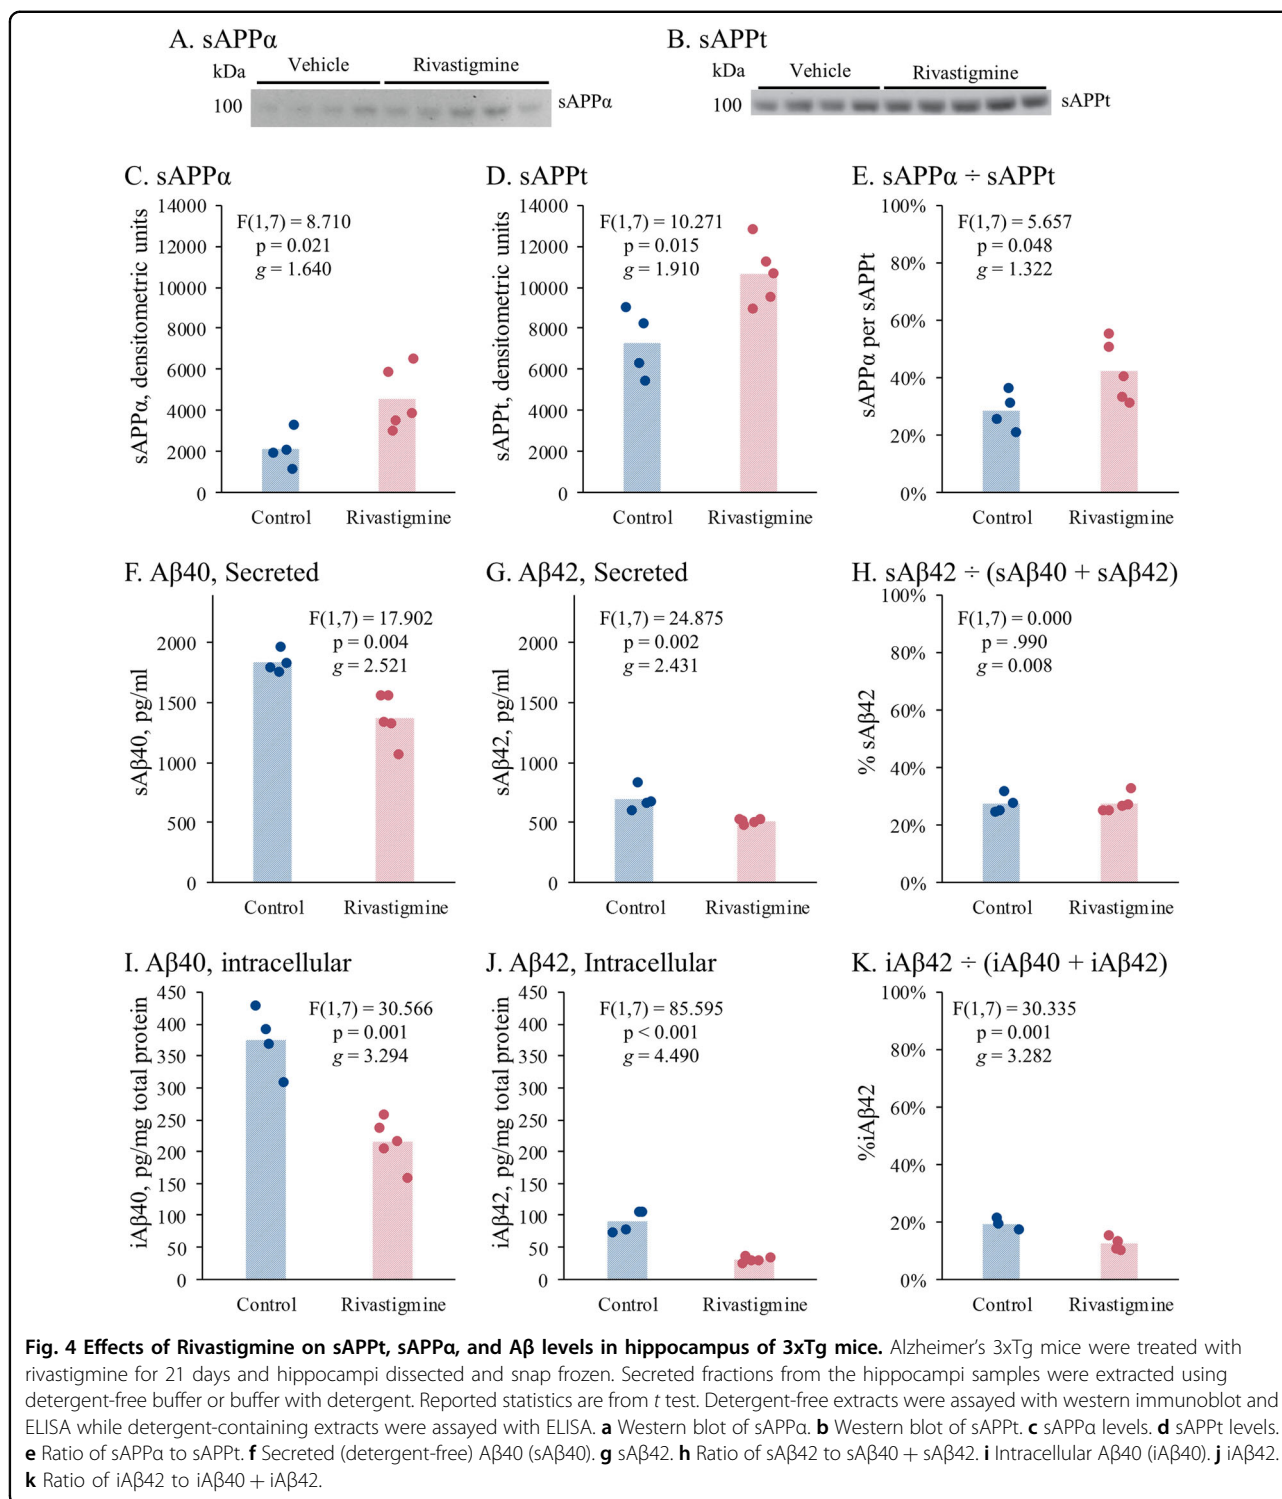 A. sAPPα
kDa
Vehicle
Rivastigmine
100
sAPPα
B. sAPPt
kDa
Vehicle
Rivastigmine
100
sAPPt
C. sAPPα
sAPPα, densitometric units
14000
12000
10000
8000
6000
4000
2000
0
F(1,7) = 8.710
p = 0.021
g = 1.640
Control
Rivastigmine
D. sAPPt
sAPPt, densitometric units
14000
12000
10000
8000
6000
4000
2000
0
F(1,7) = 10.271
p = 0.015
g = 1.910
Control
Rivastigmine
E. sAPPα ÷ sAPPt
sAPPα per sAPPt
100%
80%
60%
40%
20%
0%
F(1,7) = 5.657
p = 0.048
g = 1.322
Control
Rivastigmine
F. Aβ40, Secreted
sAβ40, pg/ml
2000
1500
1000
500
0
F(1,7) = 17.902
p = 0.004
g = 2.521
Control
Rivastigmine
G. Aβ42, Secreted
sAβ42, pg/ml
2000
1500
1000
500
0
F(1,7) = 24.875
p = 0.002
g = 2.431
Control
Rivastigmine
H. sAβ42 ÷ (sAβ40 + sAβ42)
% sAβ42
100%
80%
60%
40%
20%
0%
F(1,7) = 0.000
p = .990
g = 0.008
Control
Rivastigmine
I. Aβ40, intracellular
iAβ40, pg/mg total protein
450
400
350
300
250
200
150
100
50
0
F(1,7) = 30.566
p = 0.001
g = 3.294
Control
Rivastigmine
J. Aβ42, Intracellular
iAβ42, pg/mg total protein
450
400
350
300
250
200
150
100
50
0
F(1,7) = 85.595
p < 0.001
g = 4.490
Control
Rivastigmine
K. iAβ42 ÷ (iAβ40 + iAβ42)
%iAβ42
100%
80%
60%
40%
20%
0%
F(1,7) = 30.335
p = 0.001
g = 3.282
Control
Rivastigmine
Fig. 4 Effects of Rivastigmine on sAPPt, sAPPα, and Aβ levels in hippocampus of 3xTg mice. Alzheimer's 3xTg mice were treated with
rivastigmine for 21 days and hippocampi dissected and snap frozen. Secreted fractions from the hippocampi samples were extracted using
detergent-free buffer or buffer with detergent. Reported statistics are from t test. Detergent-free extracts were assayed with western immunoblot and
ELISA while detergent-containing extracts were assayed with ELISA. a Western blot of sAPPα. b Western blot of sAPPt. c sAPPα levels. d sAPPt levels.
e Ratio of sAPPα to sAPPt. f Secreted (detergent-free) Aβ40 (sAβ40). g sAβ42. h Ratio of sAβ42 to sAβ40 + sAβ42. i Intracellular Aβ40 (iAβ40). j iAβ42.
k Ratio of iAβ42 to iAβ40 + iAβ42.